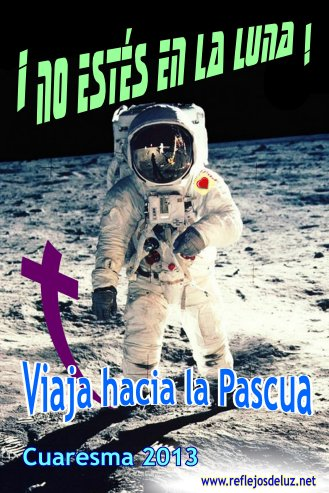 ¡ NO ESTÉS EN LA LUNA !
Viaja hacia la Pascua
Cuaresma 2013
www.reflejosdeluz.net